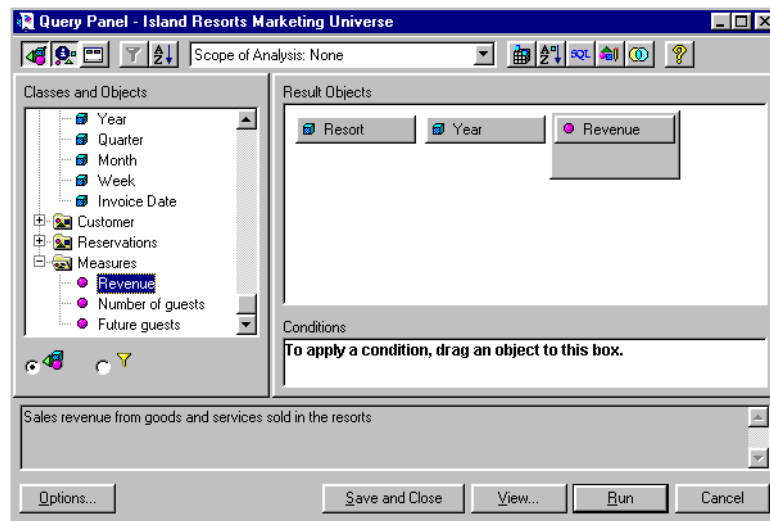 Query Panel - Island Resorts Marketing Universe
Scope of Analysis: None
SQL
Classes and Objects
Year
Quarter
Month
Week
Invoice Date
Customer
Reservations
Measures
Revenue
Number of guests
Future guests
Result Objects
Resort Year Revenue
Conditions
To apply a condition, drag an object to this box.
Sales revenue from goods and services sold in the resorts
Options... Save and Close View... Run Cancel